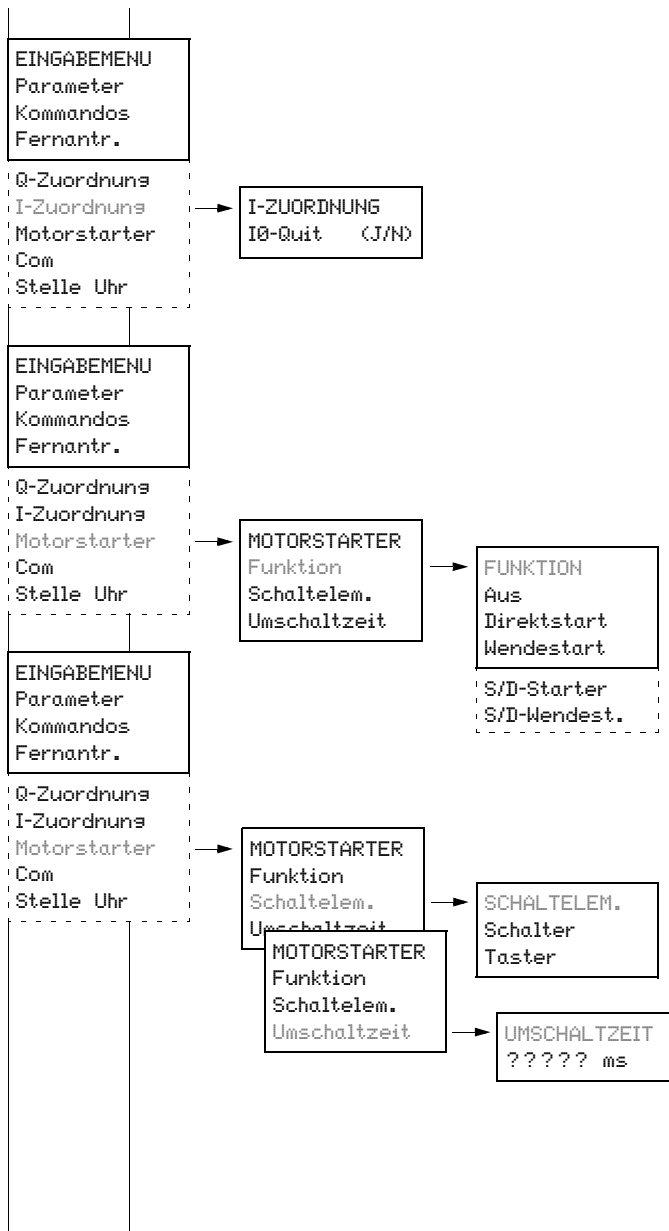 EINGABEMENU
Parameter
Kommandos
Fernantr.
Q-Zuordnung
I-Zuordnung
Motorstarter
Com
Stelle Uhr
I-ZUORDNUNG
I0-Quit (J/N)
EINGABEMENU
Parameter
Kommandos
Fernantr.
Q-Zuordnung
I-Zuordnung
Motorstarter
Com
Stelle Uhr
MOTORSTARTER
Funktion
Schaltelem.
Umschaltzeit
FUNKTION
Aus
Direktstart
Wendestart
S/D-Starter
S/D-Wendest.
EINGABEMENU
Parameter
Kommandos
Fernantr.
Q-Zuordnung
I-Zuordnung
Motorstarter
Com
Stelle Uhr
MOTORSTARTER
Funktion
Schaltelem.
Umschaltzeit
SCHALTELEM.
Schalter
Taster
MOTORSTARTER
Funktion
Schaltelem.
Umschaltzeit
UMSCHALTZEIT
????? ms